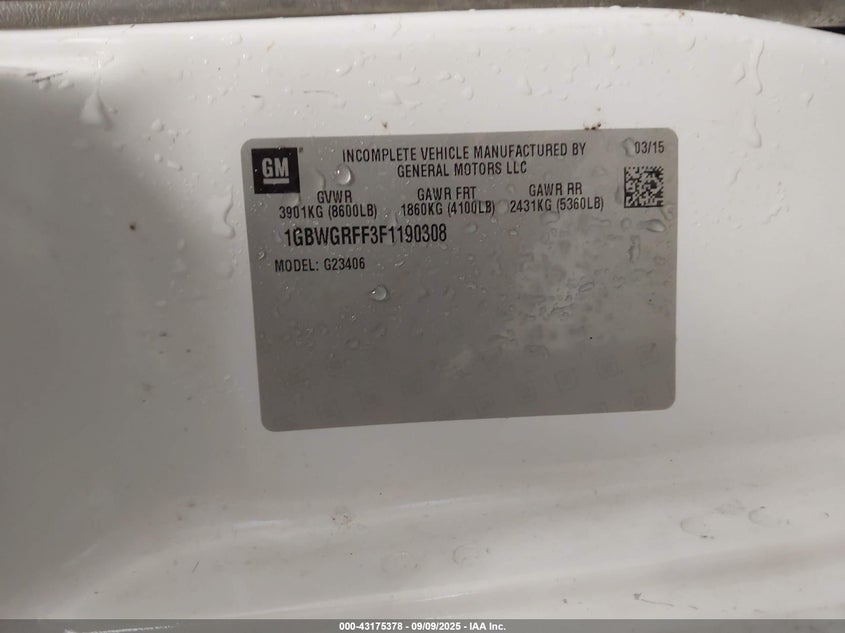 GM
INCOMPLETE VEHICLE MANUFACTURED BY
GENERAL MOTORS LLC
03/15
GVWR GAWR FRT GAWR RR
3901KG (8600LB) 1860KG (4100LB) 2431KG (5360LB)
1GBWGRFF3F1190308
MODEL: G23406
000-43175378 - 09/09/2025 - IAA Inc.